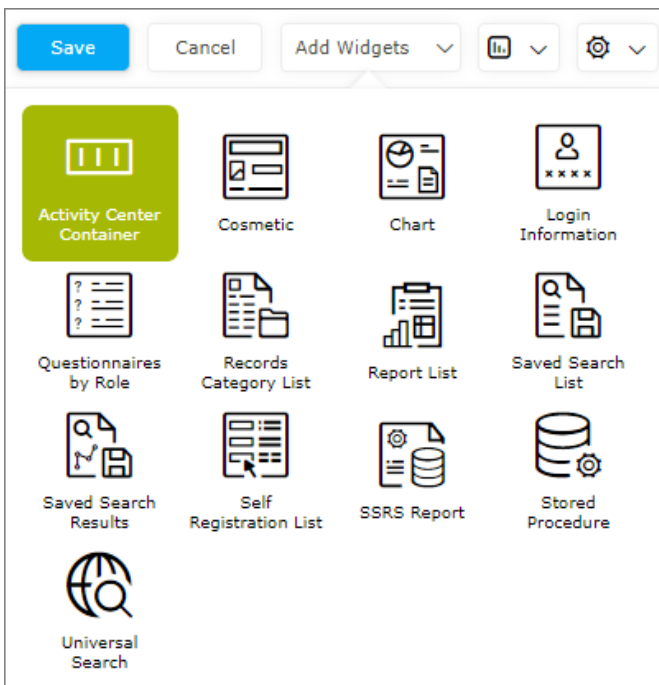 Save Cancel Add Widgets
Activity Center
Container
Cosmetic
Chart
Login
Information
Questionnaires
by Role
Records
Category List
Report List
Saved Search
List
Saved Search
Results
Self
Registration List
SSRS Report
Stored
Procedure
Universal
Search